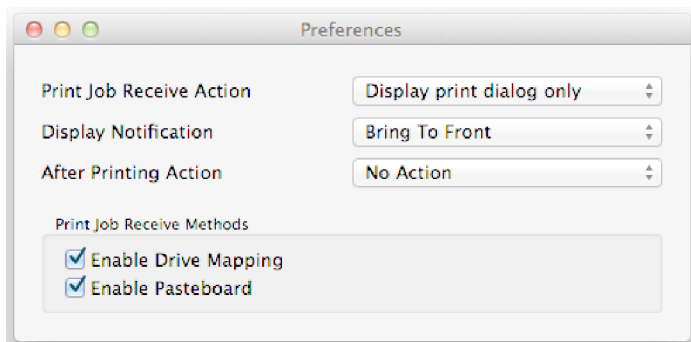 Preferences
Print Job Receive Action Display print dialog only
Display Notification Bring To Front
After Printing Action No Action
Print Job Receive Methods
Enable Drive Mapping
Enable Pasteboard